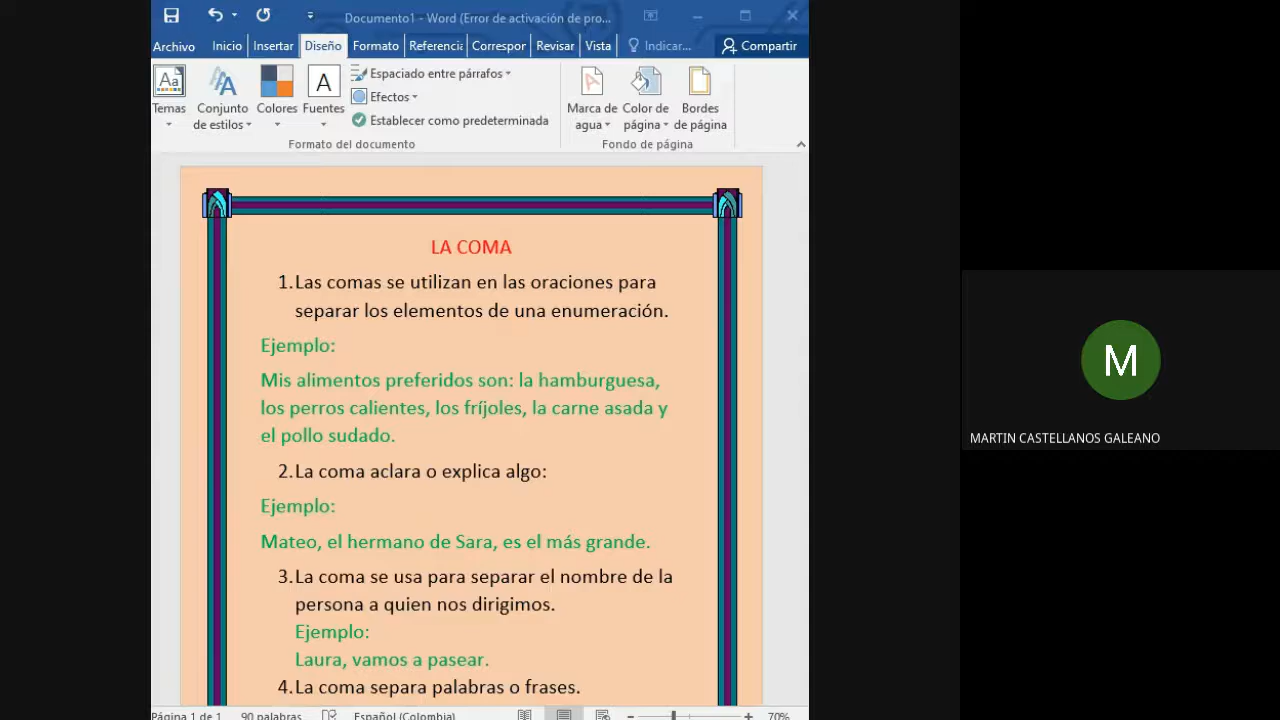 Documento1 - Word (Error de activación de pro...
Archivo Inicio Insertar Diseño Formato Referencia Correspor Revisar Vista Indicar... Compartir
Temas
Conjunto de estilos
Colores
Fuentes
Espaciado entre párrafos
Efectos
Establecer como predeterminada
Marca de agua
Color de página
Bordes de página
Formato del documento
Fondo de página
LA COMA
1. Las comas se utilizan en las oraciones para
separar los elementos de una enumeración.
Ejemplo:
Mis alimentos preferidos son: la hamburguesa,
los perros calientes, los fríjoles, la carne asada y
el pollo sudado.
2. La coma aclara o explica algo:
Ejemplo:
Mateo, el hermano de Sara, es el más grande.
3. La coma se usa para separar el nombre de la
persona a quien nos dirigimos.
Ejemplo:
Laura, vamos a pasear.
4. La coma separa palabras o frases.
Página 1 de 1 90 palabras Español (Colombia) 70%
M
MARTIN CASTELLANOS GALEANO